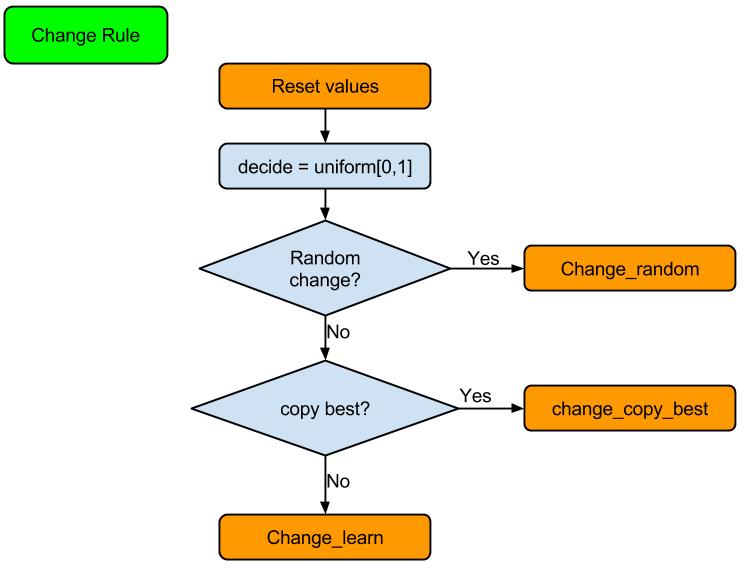 Change Rule
Reset values
decide = uniform[0,1]
Random
change?
Yes
Change_random
No
copy best?
Yes
change_copy_best
No
Change_learn